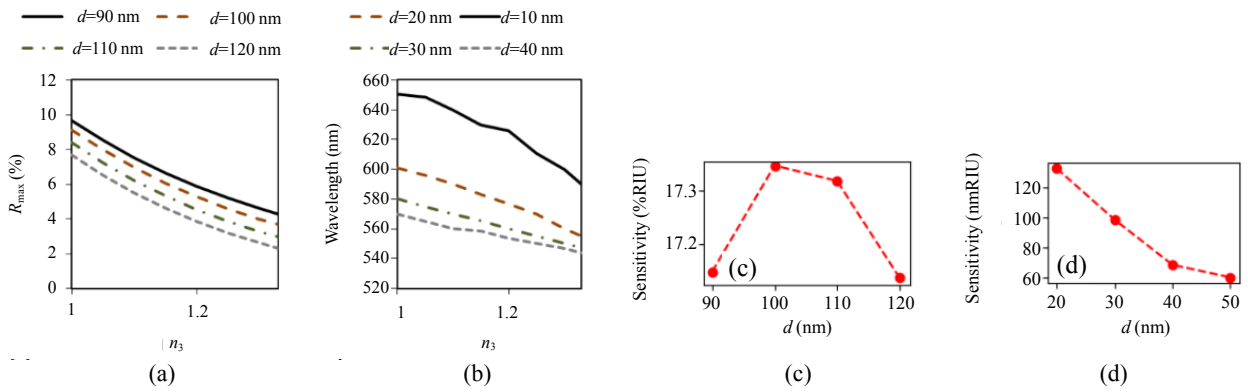 d=90 nm d=100 nm
d=110 nm d=120 nm
12
10
8
6
4
2
0
R_max (%)
1 1.2
n_3
(a)
d=20 nm d=10 nm
d=30 nm d=40 nm
660
640
620
600
580
560
540
520
Wavelength (nm)
1 1.2
n_3
(b)
17.3
17.2
Sensitivity (%RIU)
(c)
90 100 110 120
d (nm)
(c)
120
100
80
60
Sensitivity (nmRIU)
(d)
20 30 40 50
d (nm)
(d)